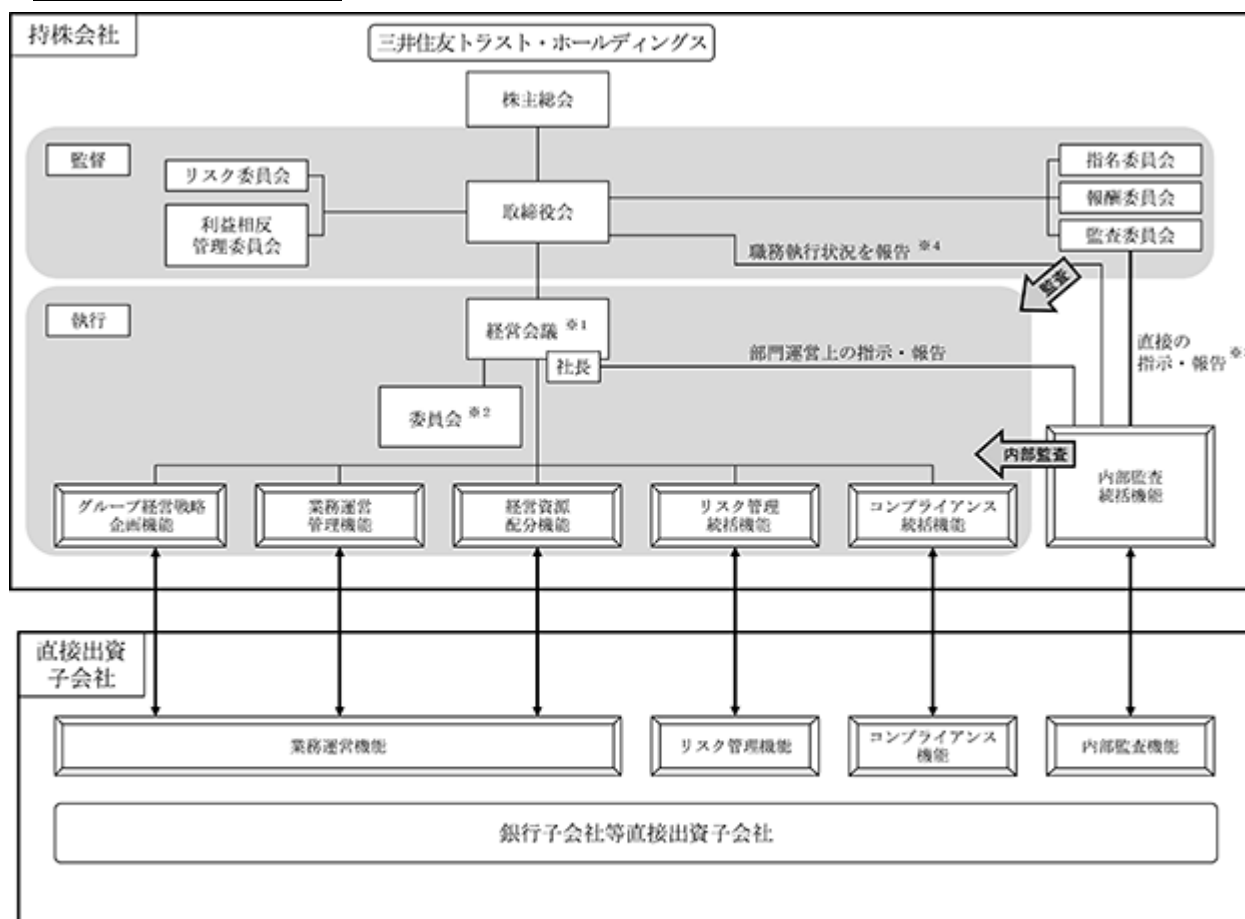 持株会社
三井住友トラスト・ホールディングス
株主総会
監督
リスク委員会
利益相反
管理委員会
取締役会
指名委員会
報酬委員会
監査委員会
職務執行状況を報告 ※4
監査
執行
経営会議 ※1
社長
部門運営上の指示・報告
直接の
指示・報告
委員会 ※2
内部監査
内部監査
統括機能
グループ経営戦略
企画機能
業務運営
管理機能
経営資源
配分機能
リスク管理
統括機能
コンプライアンス
統括機能
直接出資
子会社
業務運営機能
リスク管理機能
コンプライアンス
機能
内部監査機能
銀行子会社等直接出資子会社